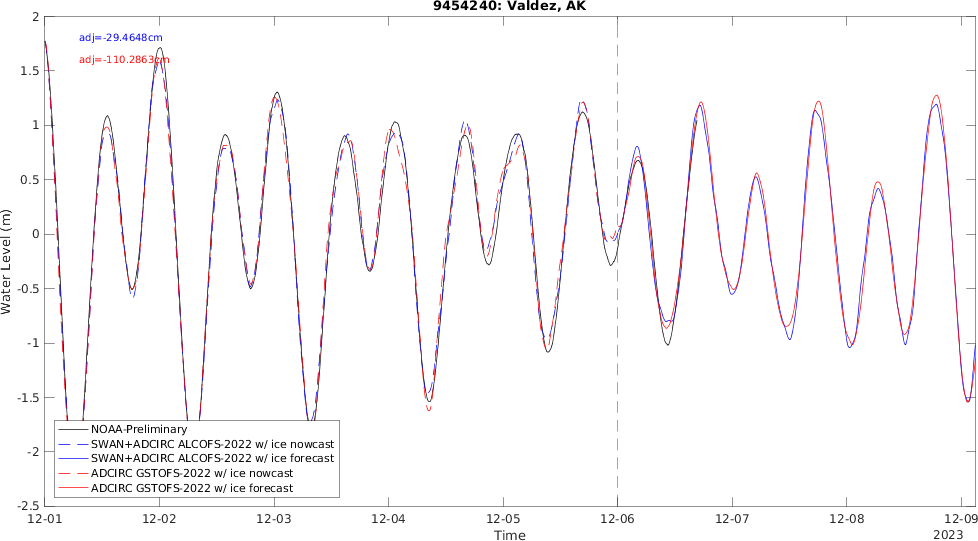 9454240: Valdez, AK
adj=-29.4648cm
adj=-110.2863cm
Water Level (m)
2
1.5
1
0.5
0
-0.5
-1
-1.5
-2
-2.5
NOAA-Preliminary
SWAN+ADCIRC ALCOFS-2022 w/ ice nowcast
SWAN+ADCIRC ALCOFS-2022 w/ ice forecast
ADCIRC GSTOFS-2022 w/ ice nowcast
ADCIRC GSTOFS-2022 w/ ice forecast
12-01 12-02 12-03 12-04 12-05 12-06 12-07 12-08 12-09
Time
2023